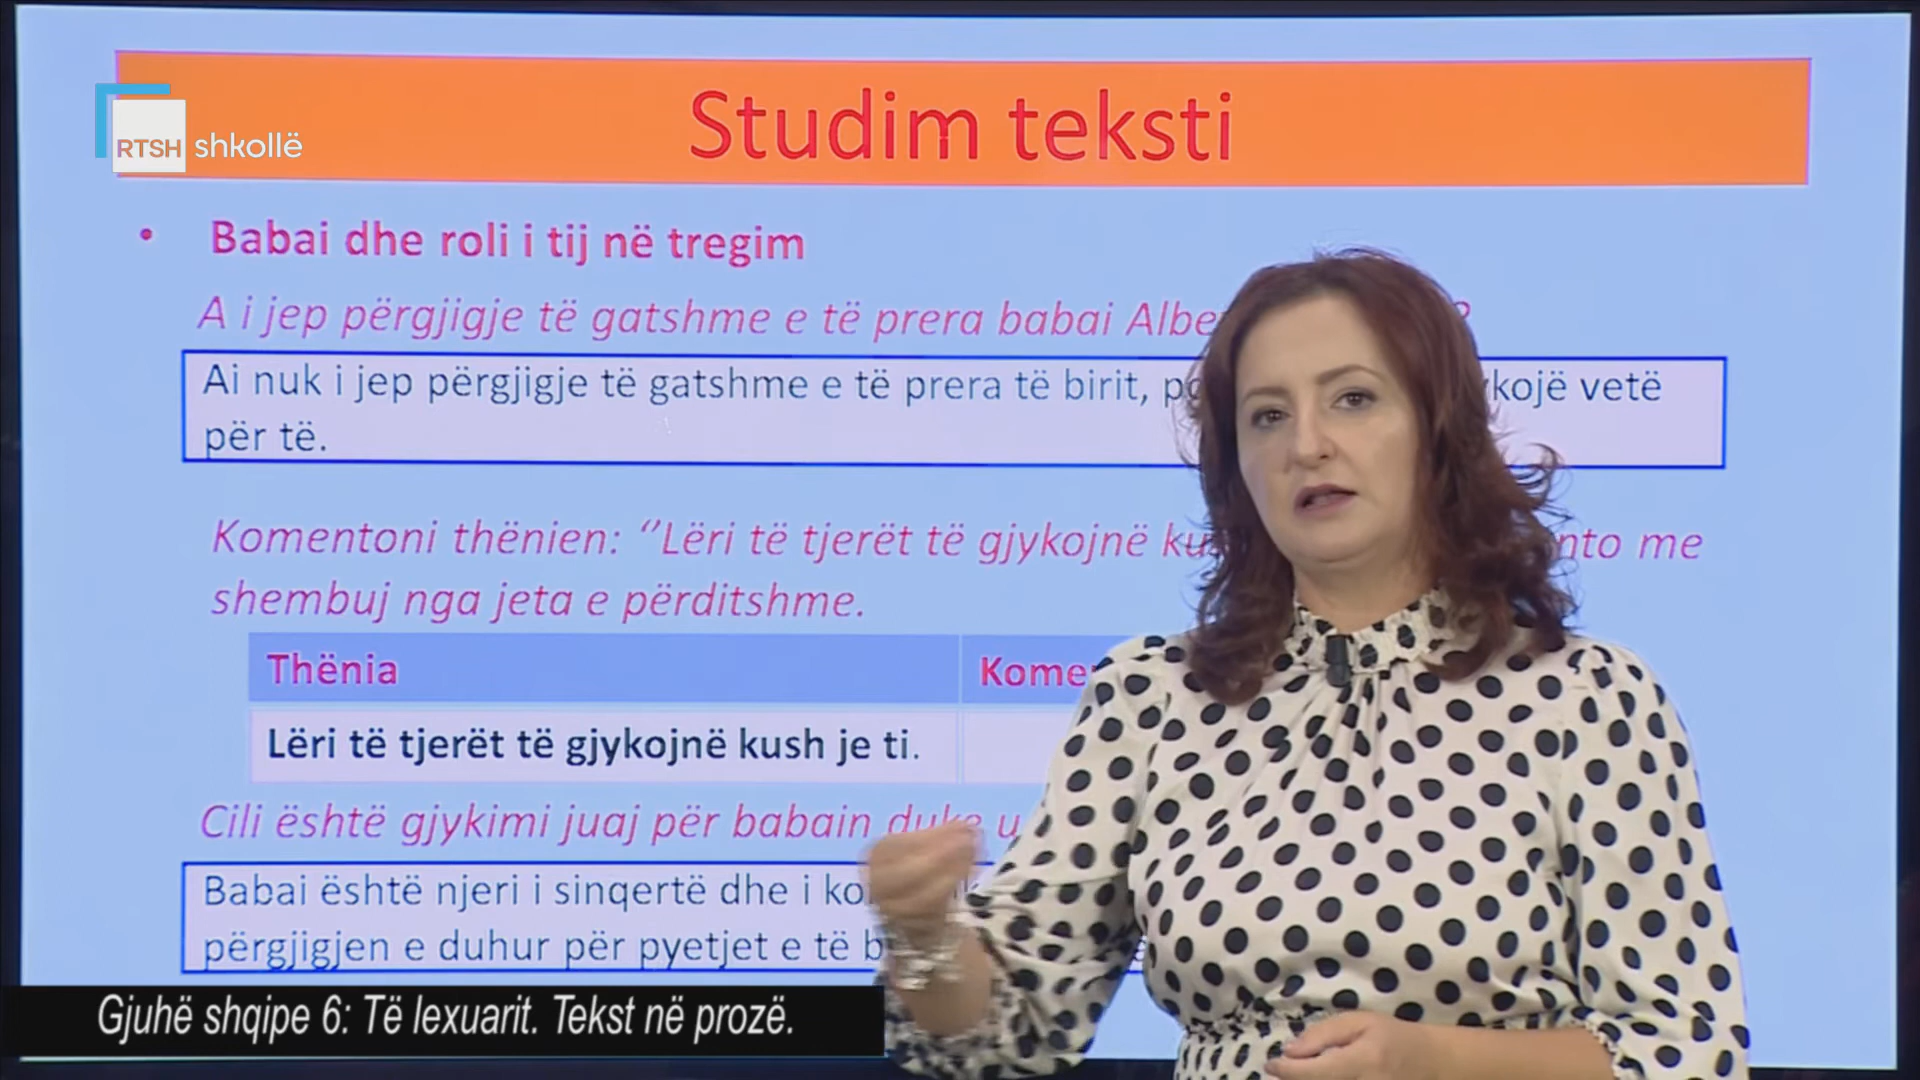 Studim teksti
RTSH shkollë
• Babai dhe roli i tij në tregim
A i jep përgjigje të gatshme e të prera babai ?
Ai nuk i jep përgjigje të gatshme e të prera të birit, vetë
për të.
Komentoni thënien: ‘’Lëri të tjerët të gjykojnë me
shembuj nga jeta e përditshme.
Thënia
Lëri të tjerët të gjykojnë kush je ti.
Cili është gjykimi juaj për babain duke
Babai është njeri i sinqertë dhe i
përgjigjen e duhur për pyetjet e të
Gjuhë shqipe 6: Të lexuarit. Tekst në prozë.